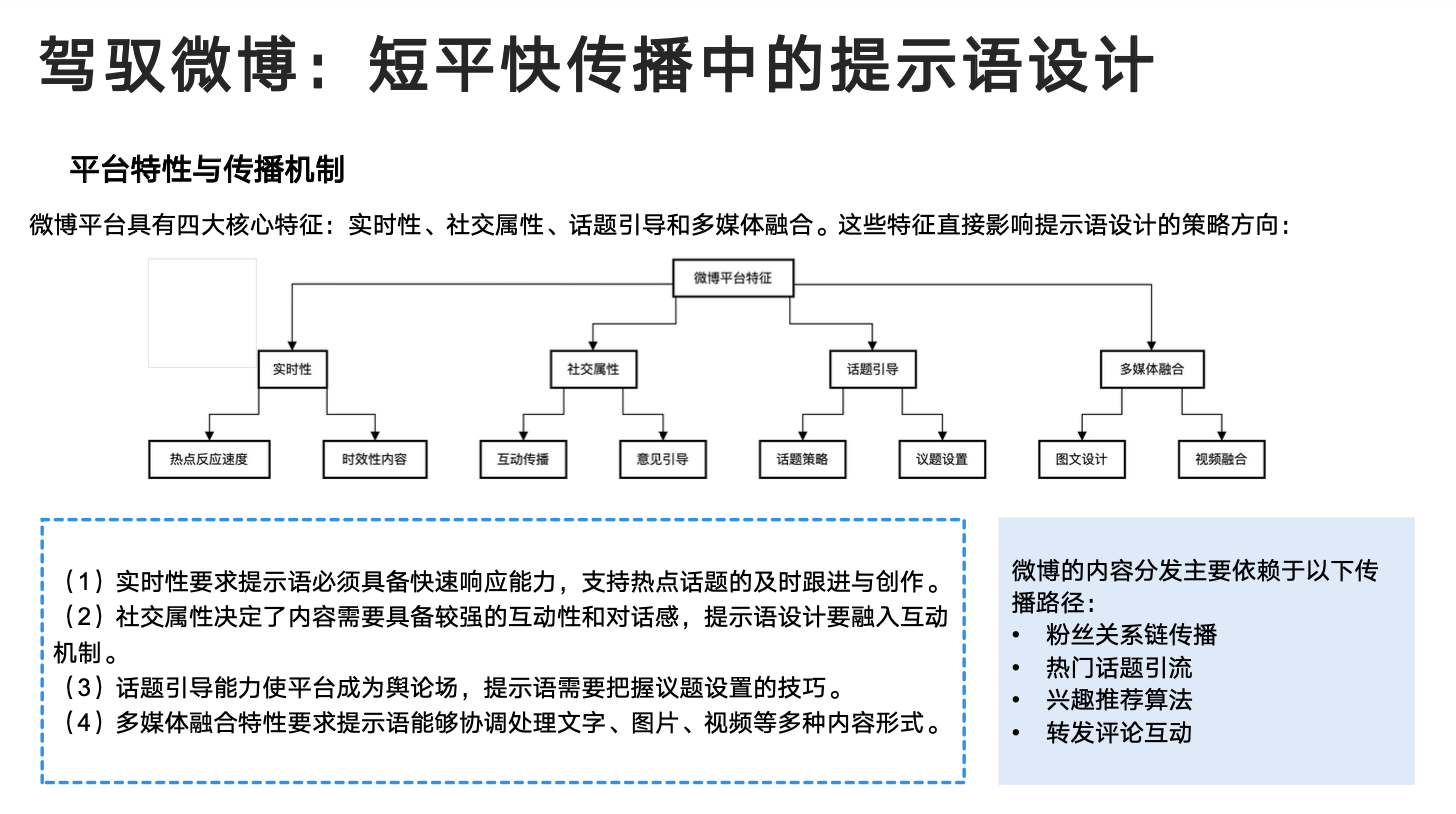 驾驭微博：短平快传播中的提示语设计
平台特性与传播机制
微博平台具有四大核心特征：实时性、社交属性、话题引导和多媒体融合。这些特征直接影响提示语设计的策略方向：
微博平台特征
实时性
社交属性
话题引导
多媒体融合
热点反应速度
时效性内容
互动传播
意见引导
话题策略
议题设置
图文设计
视频融合
（1）实时性要求提示语必须具备快速响应能力，支持热点话题的及时跟进与创作。
（2）社交属性决定了内容需要具备较强的互动性和对话感，提示语设计要融入互动
机制。
（3）话题引导能力使平台成为舆论场，提示语需要把握议题设置的技巧。
（4）多媒体融合特性要求提示语能够协调处理文字、图片、视频等多种内容形式。
微博的内容分发主要依赖于以下传
播路径：
• 粉丝关系链传播
• 热门话题引流
• 兴趣推荐算法
• 转发评论互动